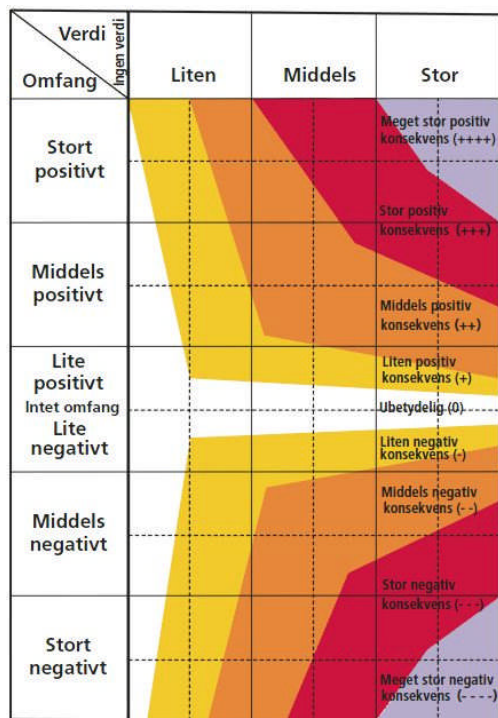 Verdi
Ingen verdi
Omfang
Liten
Middels
Stor
Stort
positivt
Meget stor positiv
konsekvens (++++)
Stor positiv
konsekvens (+++)
Middels
positivt
Middels positiv
konsekvens (++)
Lite
positivt
Liten positiv
konsekvens (+)
Intet omfang
Ubetydelig (0)
Lite
negativt
Liten negativ
konsekvens (-)
Middels
negativt
Middels negativ
konsekvens (- -)
Stor negativ
konsekvens (- - -)
Stort
negativt
Meget stor negativ
konsekvens (- - - -)